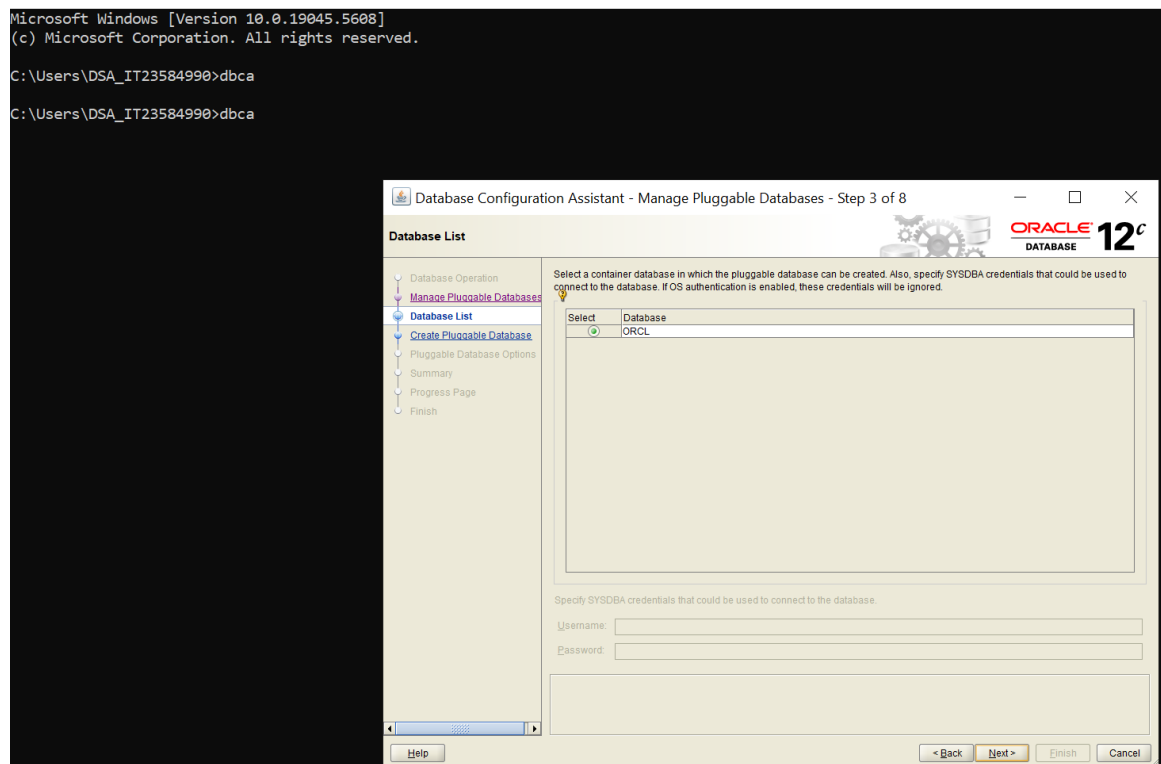 Microsoft Windows [Version 10.0.19045.5608]
(c) Microsoft Corporation. All rights reserved.
C:\Users\DSA_IT23584990>dbca
C:\Users\DSA_IT23584990>dbca
Database Configuration Assistant - Manage Pluggable Databases - Step 3 of 8
Database List
ORACLE
DATABASE
12c
Database Operation
Manage Pluggable Databases
Database List
Create Pluggable Database
Pluggable Database Options
Summary
Progress Page
Finish
Select a container database in which the pluggable database can be created. Also, specify SYSDBA credentials that could be used to
connect to the database. If OS authentication is enabled, these credentials will be ignored.
Select Database
ORCL
Specify SYSDBA credentials that could be used to connect to the database.
Username:
Password:
Help
< Back Next > Finish Cancel